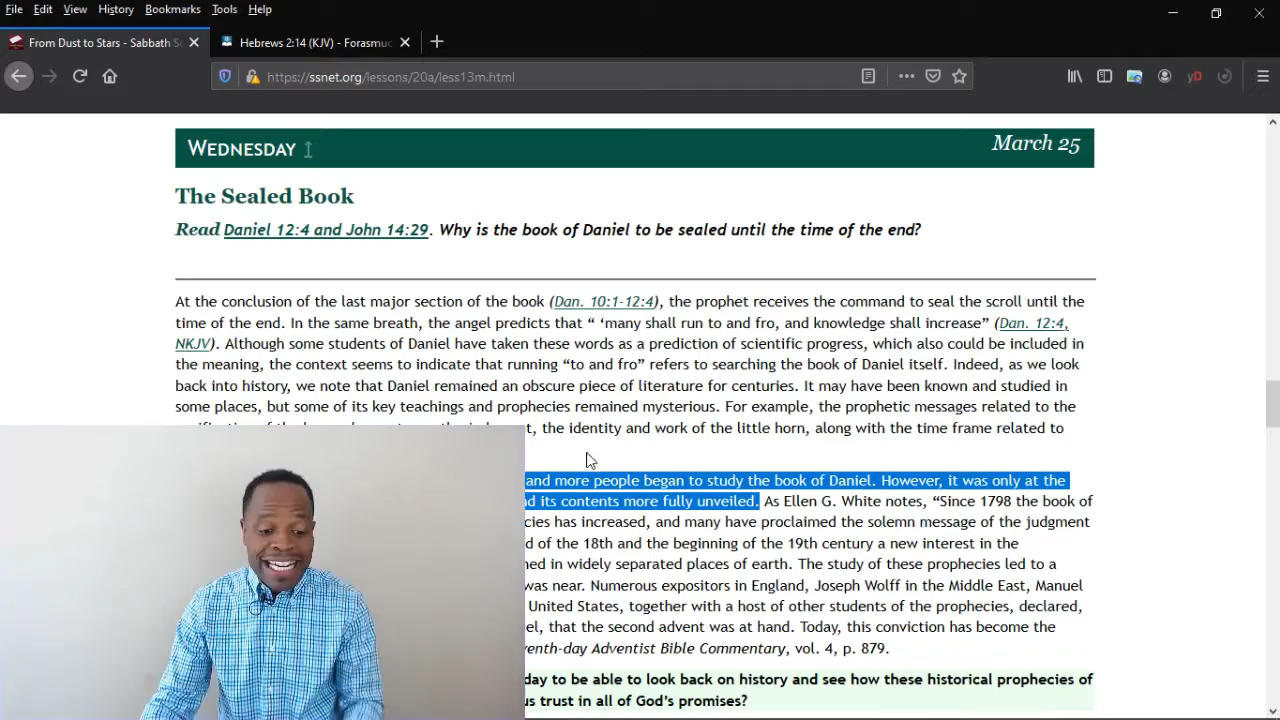 File Edit View History Bookmarks Tools Help
From Dust to Stars - Sabbath Sc
Hebrews 2:14 (KJV) - Forasmuc
https://ssnet.org/lessons/20a/less13m.html
WEDNESDAY
March 25
The Sealed Book
Read Daniel 12:4 and John 14:29. Why is the book of Daniel to be sealed until the time of the end?
At the conclusion of the last major section of the book (Dan. 10:1-12:4), the prophet receives the command to seal the scroll until the
time of the end. In the same breath, the angel predicts that “ ‘many shall run to and fro, and knowledge shall increase” (Dan. 12:4,
NKJV). Although some students of Daniel have taken these words as a prediction of scientific progress, which also could be included in
the meaning, the context seems to indicate that running “to and fro” refers to searching the book of Daniel itself. Indeed, as we look
back into history, we note that Daniel remained an obscure piece of literature for centuries. It may have been known and studied in
some places, but some of its key teachings and prophecies remained mysterious. For example, the prophetic messages related to the
the identity and work of the little horn, along with the time frame related to
and more people began to study the book of Daniel. However, it was only at the
its contents more fully unveiled. As Ellen G. White notes, “Since 1798 the book of
has increased, and many have proclaimed the solemn message of the judgment
of the 18th and the beginning of the 19th century a new interest in the
in widely separated places of earth. The study of these prophecies led to a
was near. Numerous expositors in England, Joseph Wolff in the Middle East, Manuel
United States, together with a host of other students of the prophecies, declared,
that the second advent was at hand. Today, this conviction has become the
Adventist Bible Commentary, vol. 4, p. 879.
to be able to look back on history and see how these historical prophecies of
us trust in all of God’s promises?